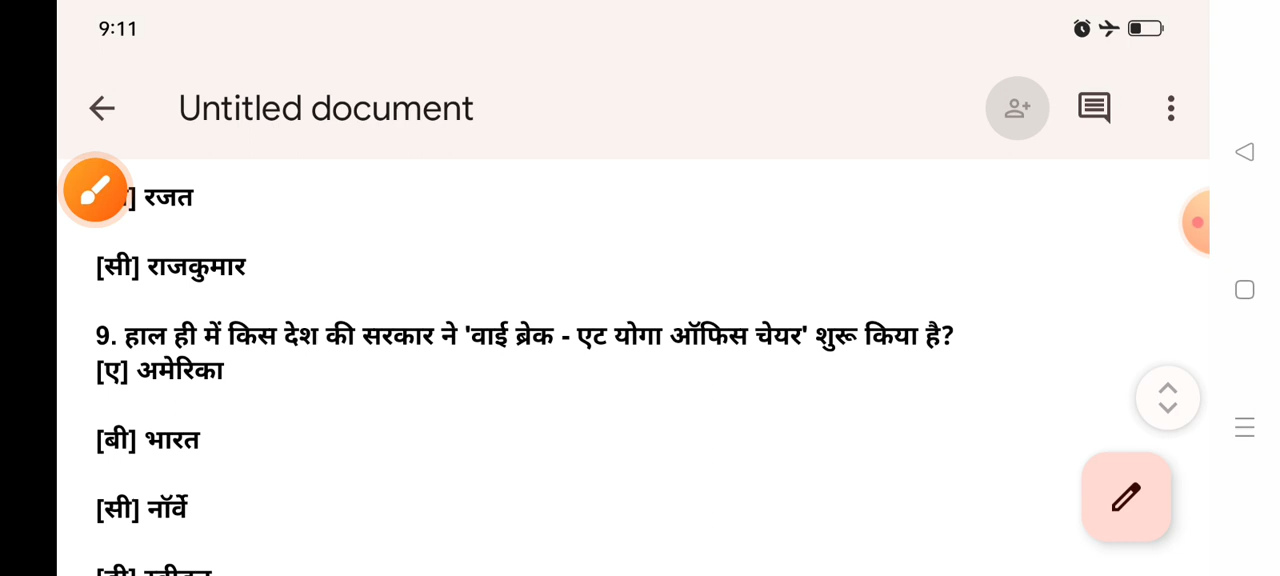 9:11
Untitled document
] रजत
[सी] राजकुमार
9. हाल ही में किस देश की सरकार ने 'वाई ब्रेक - एट योगा ऑफिस चेयर' शुरू किया है?
[ए] अमेरिका
[बी] भारत
[सी] नॉर्वे